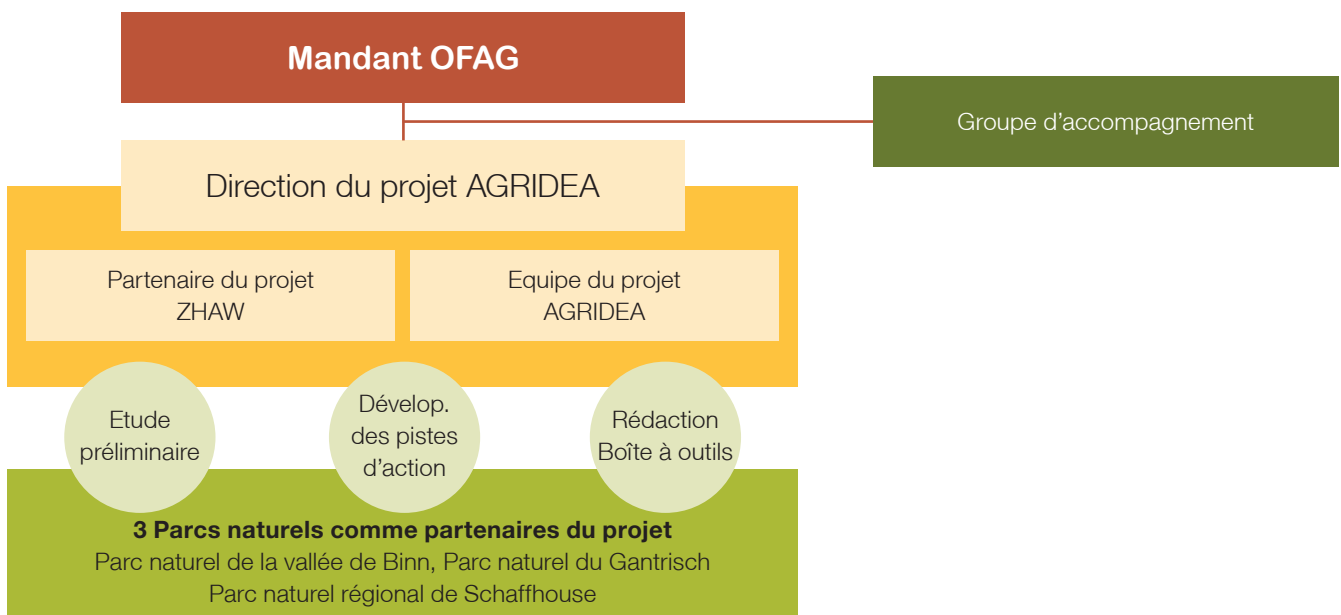 Mandant OFAG
Groupe d'accompagnement
Direction du projet AGRIDEA
Partenaire du projet
ZHAW
Equipe du projet
AGRIDEA
Etude
préliminaire
Dévelop.
des pistes
d'action
Rédaction
Boîte à outils
3 Parcs naturels comme partenaires du projet
Parc naturel de la vallée de Binn, Parc naturel du Gantrisch
Parc naturel régional de Schaffhouse